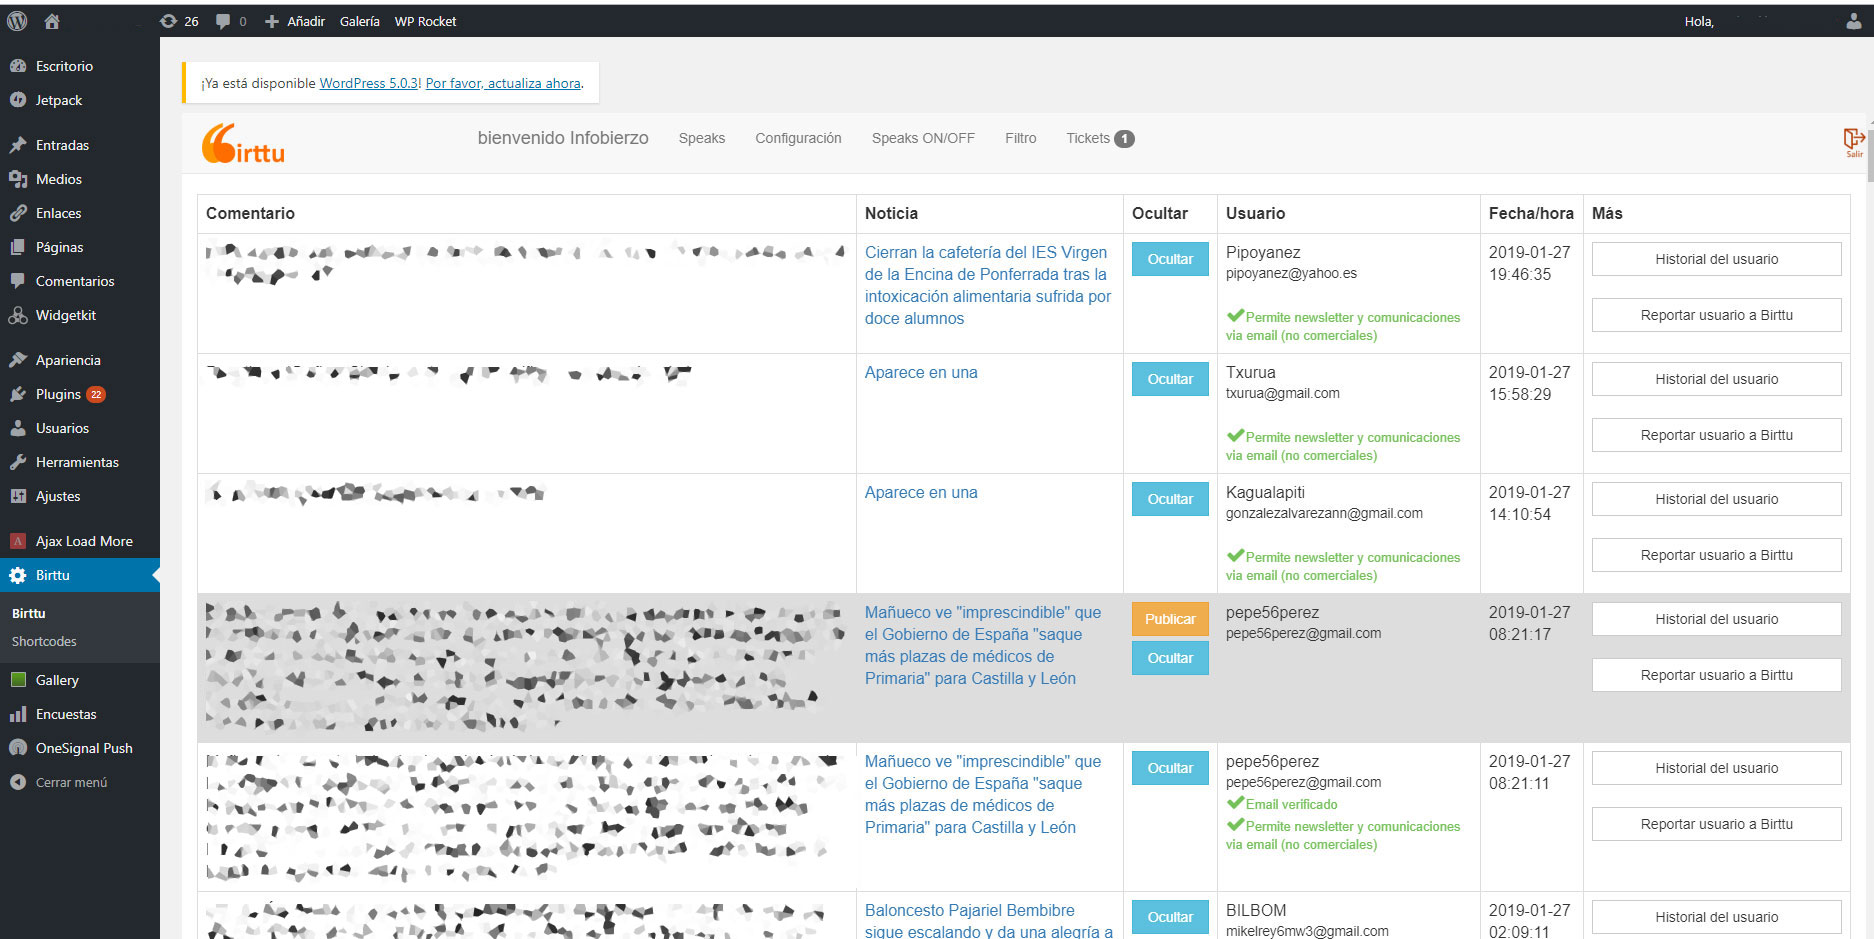 26
0
Añadir
Galería
WP Rocket
Hola,
Escritorio
Jetpack
Entradas
Medios
Enlaces
Páginas
Comentarios
Widgetkit
Apariencia
Plugins 22
Usuarios
Herramientas
Ajustes
Ajax Load More
Birttu
Birttu
Shortcodes
Gallery
Encuestas
OneSignal Push
Cerrar menú
¡Ya está disponible WordPress 5.0.3! Por favor, actualiza ahora.
irttu
bienvenido Infobierzo
Speaks
Configuración
Speaks ON/OFF
Filtro
Tickets 1
Salir
Comentario
Noticia
Ocultar
Usuario
Fecha/hora
Más
Cierran la cafetería del IES Virgen
de la Encina de Ponferrada tras la
intoxicación alimentaria sufrida por
doce alumnos
Ocultar
Pipoyanez
pipoyanez@yahoo.es
Permite newsletter y comunicaciones
via email (no comerciales)
2019-01-27
19:46:35
Historial del usuario
Reportar usuario a Birttu
Aparece en una
Ocultar
Txurua
txurua@gmail.com
Permite newsletter y comunicaciones
via email (no comerciales)
2019-01-27
15:58:29
Historial del usuario
Reportar usuario a Birttu
Aparece en una
Ocultar
Kagualapiti
gonzalezalvarezann@gmail.com
Permite newsletter y comunicaciones
via email (no comerciales)
2019-01-27
14:10:54
Historial del usuario
Reportar usuario a Birttu
Mañueco ve "imprescindible" que
el Gobierno de España "saque
más plazas de médicos de
Primaria" para Castilla y León
Publicar
Ocultar
pepe56perez
pepe56perez@gmail.com
2019-01-27
08:21:17
Historial del usuario
Reportar usuario a Birttu
Mañueco ve "imprescindible" que
el Gobierno de España "saque
más plazas de médicos de
Primaria" para Castilla y León
Ocultar
pepe56perez
pepe56perez@gmail.com
Email verificado
Permite newsletter y comunicaciones
via email (no comerciales)
2019-01-27
08:21:11
Historial del usuario
Reportar usuario a Birttu
Baloncesto Pajariel Bembibre
sigue escalando y da una alegría a
Ocultar
BILBOM
mikelrey6mw3@gmail.com
2019-01-27
02:09:11
Historial del usuario